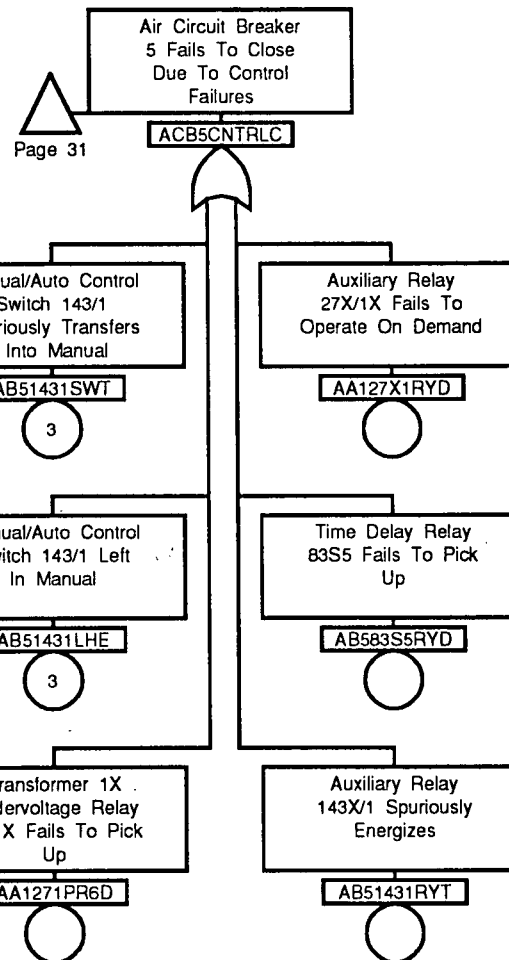 Air Circuit Breaker
5 Fails To Close
Due To Control
Failures
Page 31
ACB5CNTRLC
ual/Auto Control
Switch 143/1
riously Transfers
Into Manual
AB51431SWT
3
Auxiliary Relay
27X/1X Fails To
Operate On Demand
AA127X1RYD
ual/Auto Control
itch 143/1 Left
In Manual
AB51431LHE
3
Time Delay Relay
83S5 Fails To Pick
Up
AB583S5RYD
ransformer 1X
dervoltage Relay
X Fails To Pick
Up
AA1271PR6D
Auxiliary Relay
143X/1 Spuriously
Energizes
AB51431RYT